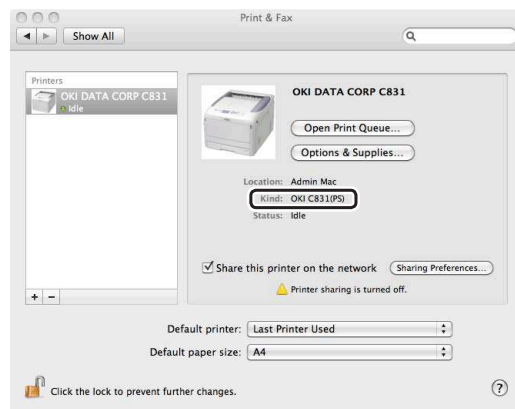 Print & Fax
Show All
Printers
OKI DATA CORP C831
Idle
OKI DATA CORP C831
Open Print Queue...
Options & Supplies...
Location: Admin Mac
Kind: OKI C831(PS)
Status: Idle
Share this printer on the network
Sharing Preferences...
Printer sharing is turned off.
+ −
Default printer: Last Printer Used
Default paper size: A4
Click the lock to prevent further changes.
?